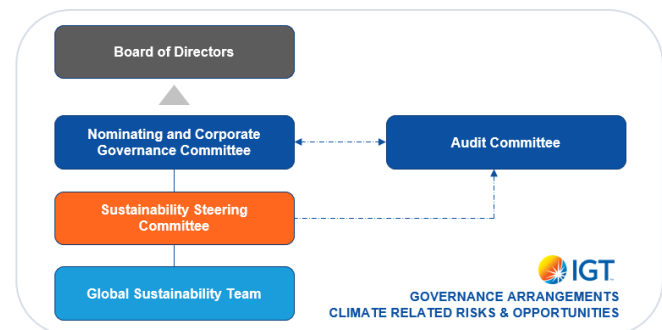 Board of Directors
Nominating and Corporate
Governance Committee
Audit Committee
Sustainability Steering
Committee
Global Sustainability Team
IGT
GOVERNANCE ARRANGEMENTS
CLIMATE RELATED RISKS & OPPORTUNITIES